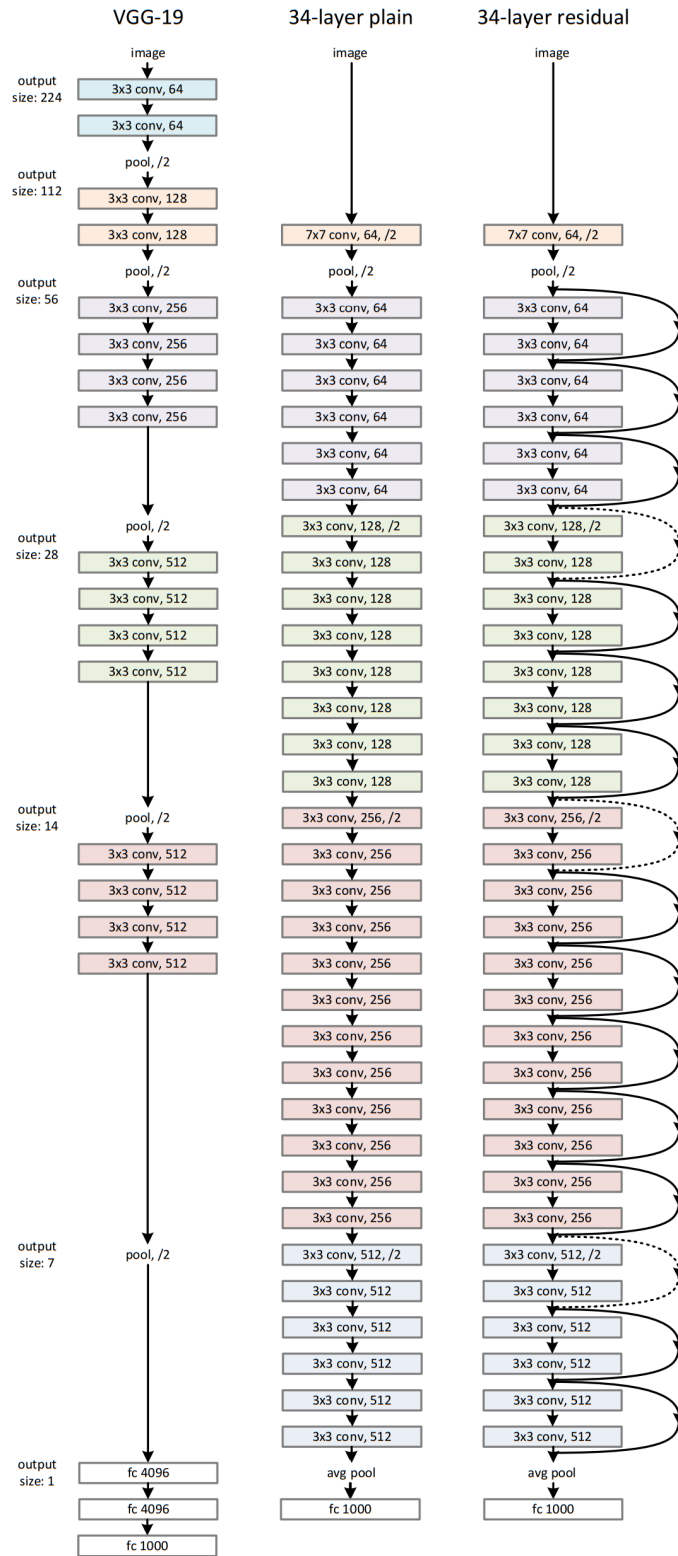 output
size: 224
output
size: 112
output
size: 56
output
size: 28
output
size: 14
output
size: 7
output
size: 1
VGG-19
image
3x3 conv, 64
3x3 conv, 64
pool, /2
3x3 conv, 128
3x3 conv, 128
pool, /2
3x3 conv, 256
3x3 conv, 256
3x3 conv, 256
3x3 conv, 256
pool, /2
3x3 conv, 512
3x3 conv, 512
3x3 conv, 512
3x3 conv, 512
pool, /2
3x3 conv, 512
3x3 conv, 512
3x3 conv, 512
3x3 conv, 512
pool, /2
fc 4096
fc 4096
fc 1000
34-layer plain
image
7x7 conv, 64, /2
pool, /2
3x3 conv, 64
3x3 conv, 64
3x3 conv, 64
3x3 conv, 64
3x3 conv, 64
3x3 conv, 64
3x3 conv, 128, /2
3x3 conv, 128
3x3 conv, 128
3x3 conv, 128
3x3 conv, 128
3x3 conv, 128
3x3 conv, 128
3x3 conv, 128
3x3 conv, 256, /2
3x3 conv, 256
3x3 conv, 256
3x3 conv, 256
3x3 conv, 256
3x3 conv, 256
3x3 conv, 256
3x3 conv, 256
3x3 conv, 256
3x3 conv, 256
3x3 conv, 256
3x3 conv, 256
3x3 conv, 512, /2
3x3 conv, 512
3x3 conv, 512
3x3 conv, 512
3x3 conv, 512
3x3 conv, 512
avg pool
fc 1000
34-layer residual
image
7x7 conv, 64, /2
pool, /2
3x3 conv, 64
3x3 conv, 64
3x3 conv, 64
3x3 conv, 64
3x3 conv, 64
3x3 conv, 64
3x3 conv, 128, /2
3x3 conv, 128
3x3 conv, 128
3x3 conv, 128
3x3 conv, 128
3x3 conv, 128
3x3 conv, 128
3x3 conv, 128
3x3 conv, 256, /2
3x3 conv, 256
3x3 conv, 256
3x3 conv, 256
3x3 conv, 256
3x3 conv, 256
3x3 conv, 256
3x3 conv, 256
3x3 conv, 256
3x3 conv, 256
3x3 conv, 256
3x3 conv, 256
3x3 conv, 512, /2
3x3 conv, 512
3x3 conv, 512
3x3 conv, 512
3x3 conv, 512
3x3 conv, 512
avg pool
fc 1000